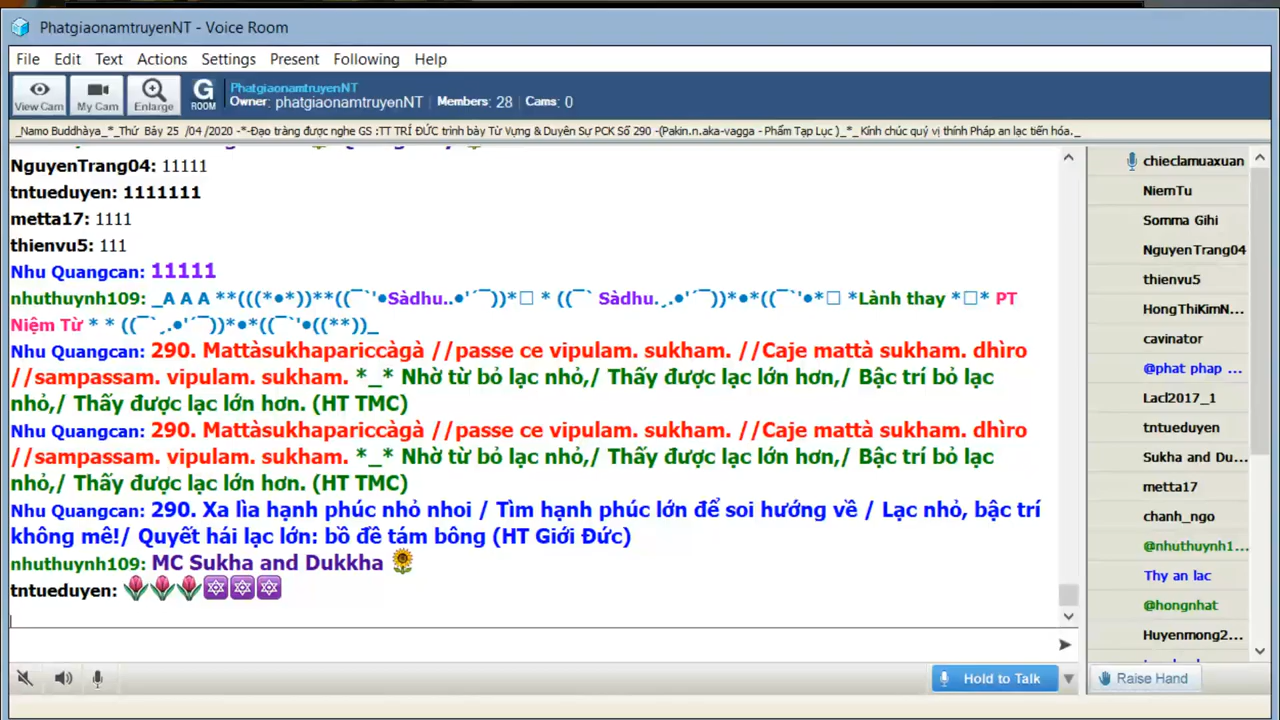 PhatgiaonamtruyenNT - Voice Room
File Edit Text Actions Settings Present Following Help
View Cam My Cam Enlarge G ROOM
PhatgiaonamtruyenNT
Owner: phatgiaonamtruyenNT Members: 28 Cams: 0
_Namo Buddhàya_*_Thứ Bảy 25 /04 /2020 -*-Đạo tràng được nghe GS :TT TRÍ ĐỨC trình bày Từ Vựng & Duyên Sự PCK Số 290 -(Pakin.n.aka-vagga - Phẩm Tạp Lục )_*_ Kính chúc quý vị thính Pháp an lạc tiến hóa._
NguyenTrang04: 11111
tntueduyen: 1111111
metta17: 1111
thienvu5: 111
Nhu Quangcan: 11111
nhuthuynh109: _A A A **(((*●*))**((¯`'●Sàdhu..●'´¯))*□ * ((¯` Sàdhu.¸.●'´¯))*●*((¯`'●*□ *Lành thay *□* PT
Niệm Từ * * ((¯`¸.●'´¯))*●*((¯`'●((**))_
Nhu Quangcan: 290. Mattàsukhapariccàgà //passe ce vipulam. sukham. //Caje mattà sukham. dhìro
//sampassam. vipulam. sukham. *_* Nhờ từ bỏ lạc nhỏ,/ Thấy được lạc lớn hơn,/ Bậc trí bỏ lạc
nhỏ,/ Thấy được lạc lớn hơn. (HT TMC)
Nhu Quangcan: 290. Mattàsukhapariccàgà //passe ce vipulam. sukham. //Caje mattà sukham. dhìro
//sampassam. vipulam. sukham. *_* Nhờ từ bỏ lạc nhỏ,/ Thấy được lạc lớn hơn,/ Bậc trí bỏ lạc
nhỏ,/ Thấy được lạc lớn hơn. (HT TMC)
Nhu Quangcan: 290. Xa lìa hạnh phúc nhỏ nhoi / Tìm hạnh phúc lớn để soi hướng về / Lạc nhỏ, bậc trí
không mê!/ Quyết hái lạc lớn: bồ đề tám bông (HT Giới Đức)
nhuthuynh109: MC Sukha and Dukkha 🌻
tntueduyen: 🌷🌷🌷🔯🔯🔯
chieclamuaxuan
NiemTu
Somma Gihi
NguyenTrang04
thienvu5
HongThiKimN...
cavinator
@phat phap ...
Lacl2017_1
tntueduyen
Sukha and Du...
metta17
chanh_ngo
@nhuthuynh1...
Thy an lac
@hongnhat
Huyenmong2...
Hold to Talk
Raise Hand